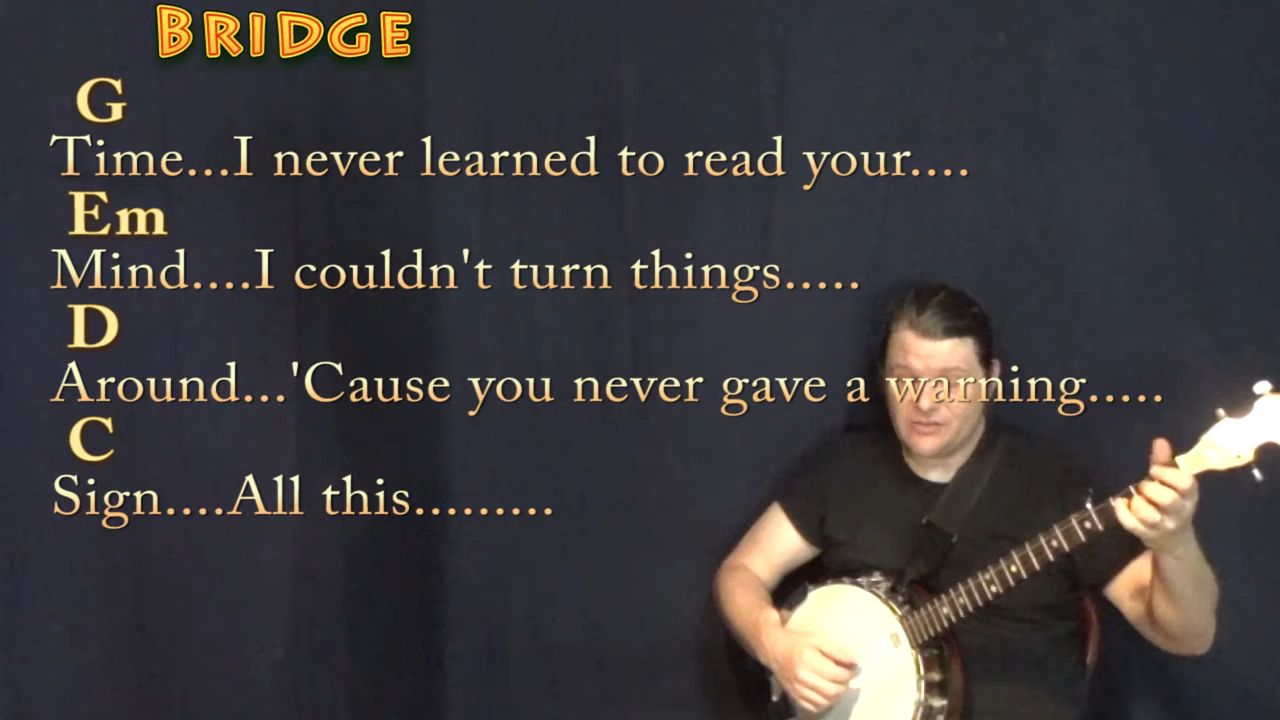 BRIDGE
G
Time...I never learned to read your....
Em
Mind....I couldn't turn things.....
D
Around...'Cause you never gave a warning.....
C
Sign....All this.........